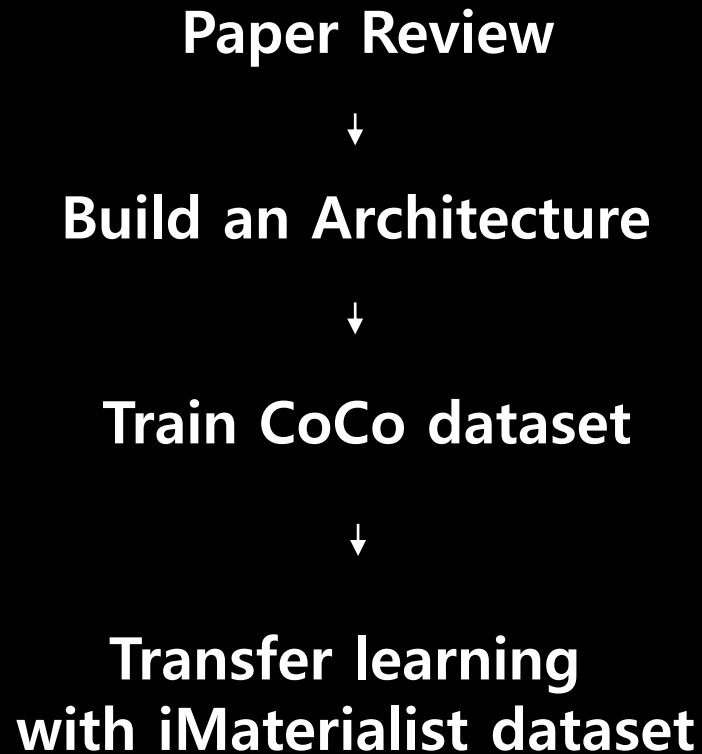 Paper Review
↓
Build an Architecture
↓
Train CoCo dataset
↓
Transfer learning
with iMaterialist dataset